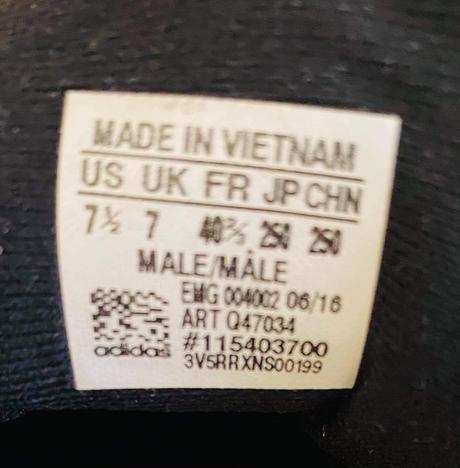 MADE IN VIETNAM
US UK FR JP CHN
7½ 7 40⅔ 250 250
MALE/MÂLE
EMG 004002 06/16
ART Q47034
adidas #115403700
3V5RRXNS00199